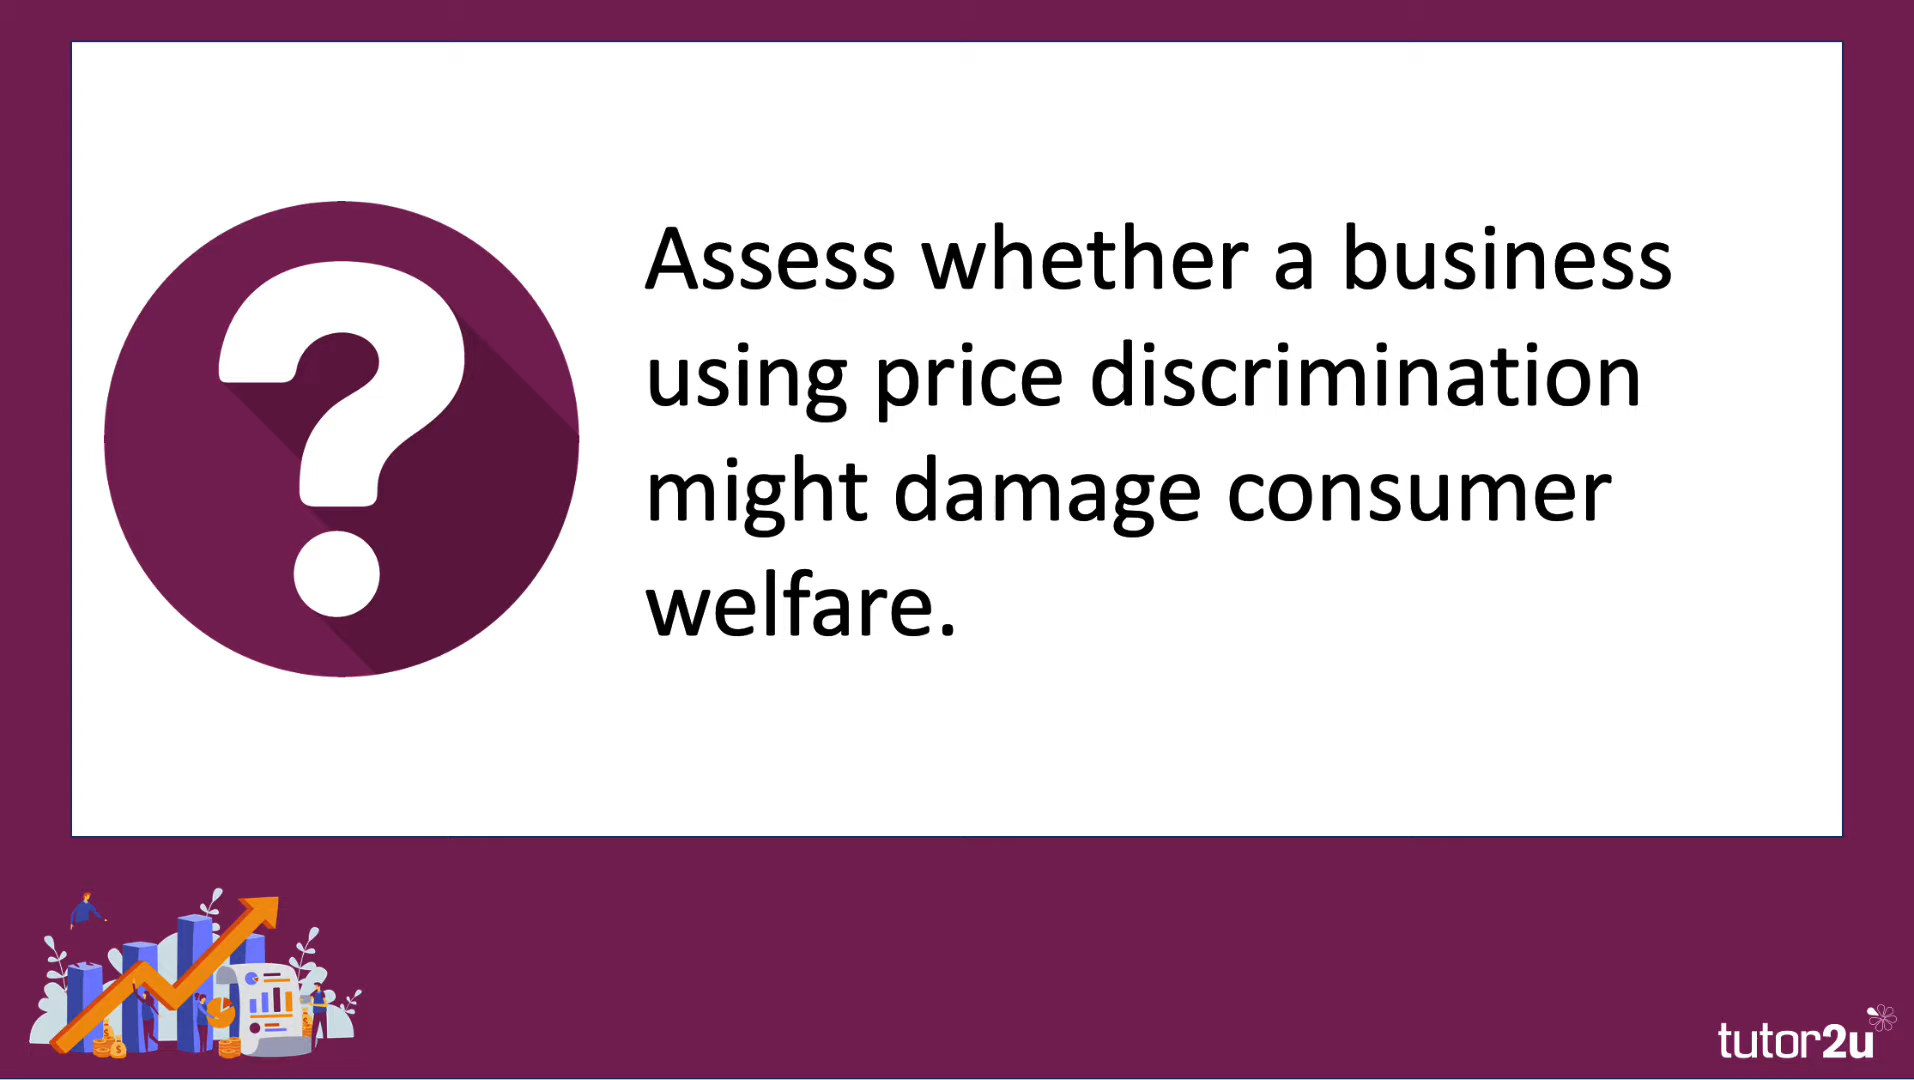 Assess whether a business
using price discrimination
might damage consumer
welfare.
tutor2u